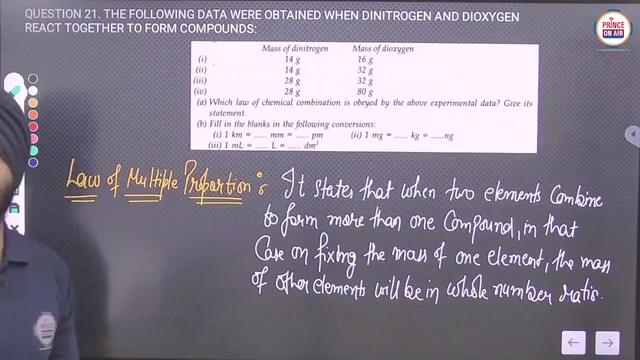 QUESTION 21. THE FOLLOWING DATA WERE OBTAINED WHEN DINITROGEN AND DIOXYGEN
REACT TOGETHER TO FORM COMPOUNDS:
PRINCE
ON AIR
Mass of dinitrogen Mass of dioxygen
(i) 14 g 16 g
(ii) 14 g 32 g
(iii) 28 g 32 g
(iv) 28 g 80 g
(a) Which law of chemical combination is obeyed by the above experimental data? Give its
statement.
(b) Fill in the blanks in the following conversions:
(i) 1 km = ...... mm = ...... pm (ii) 1 mg = ...... kg = ......ng
(iii) 1 mL = ...... L = ...... dm³
Law of Multiple Proportion :
It states that when two elements combine
to form more than one compound, in that
Case on fixing the mass of one element, the mass
of other elements will be in whole number ratio.